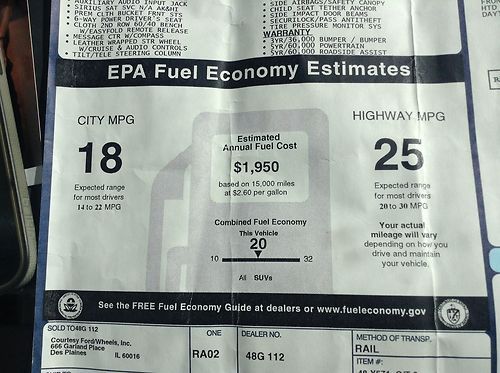 AUXILIARY AUDIO INPUT JACK
SIRIUS SAT SVC N/A AK&HI
PREM CLTH BUCKET FRNT
6-WAY POWER DRIVER'S SEAT
CLOTH 2ND ROW 60/40 BENCH
W/EASYFOLD REMOTE RELEASE
MESSAGE CTR W/COMPASS
LEATHER WRAPPED STR WHEEL
W/CRUISE & AUDIO CONTROLS
TILT/TELE STEERING COLUMN
SIDE AIRBAGS/SAFETY CANOPY
CHILD SEAT TETHER ANCHOR
SIDE IMPACT DOOR BEAMS
SECURILOCK/PASS ANTITHEFT
TIRE PRESSURE MONITOR SYS
WARRANTY
3YR/36,000 BUMPER / BUMPER
5YR/60,000 POWERTRAIN
5YR/60,000 ROADSIDE ASSIST
EPA Fuel Economy Estimates
CITY MPG
18
Expected range
for most drivers
14 to 22 MPG
Estimated
Annual Fuel Cost
$1,950
based on 15,000 miles
at $2.60 per gallon
Combined Fuel Economy
This Vehicle
20
10 32
All SUVs
HIGHWAY MPG
25
Expected range
for most drivers
20 to 30 MPG
Your actual
mileage will vary
depending on how you
drive and maintain
your vehicle.
See the FREE Fuel Economy Guide at dealers or www.fueleconomy.gov
SOLD TO 48G 112
Courtesy Ford/Wheels, Inc.
666 Garland Place
Des Plaines IL 60016
ONE
RA02
DEALER NO.
48G 112
METHOD OF TRANSP.
RAIL
ITEM #: